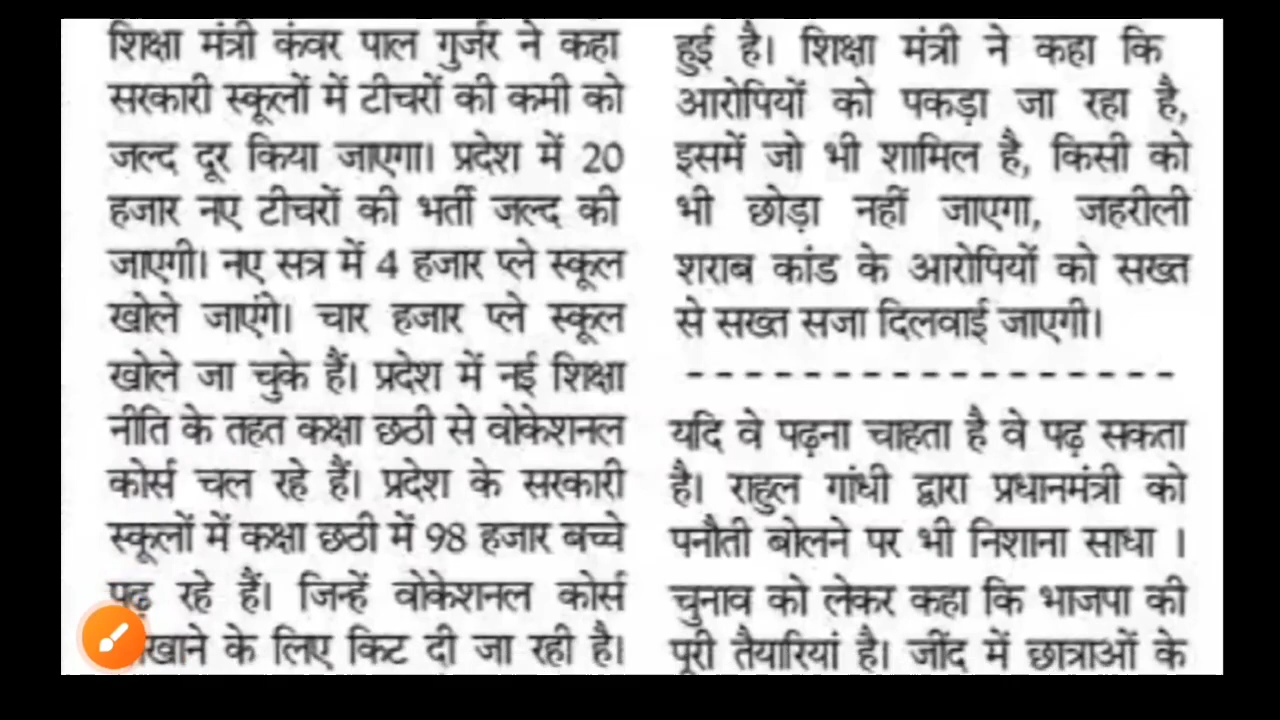 शिक्षा मंत्री कंवर पाल गुर्जर ने कहा
सरकारी स्कूलों में टीचरों की कमी को
जल्द दूर किया जाएगा। प्रदेश में 20
हजार नए टीचरों की भर्ती जल्द की
जाएगी। नए सत्र में 4 हजार प्ले स्कूल
खोले जाएंगे। चार हजार प्ले स्कूल
खोले जा चुके हैं। प्रदेश में नई शिक्षा
नीति के तहत कक्षा छठी से वोकेशनल
कोर्स चल रहे हैं। प्रदेश के सरकारी
स्कूलों में कक्षा छठी में 98 हजार बच्चे
पढ़ रहे हैं। जिन्हें वोकेशनल कोर्स
के लिए किट दी जा रही है।
हुई है। शिक्षा मंत्री ने कहा कि
आरोपियों को पकड़ा जा रहा है,
इसमें जो भी शामिल है, किसी को
भी छोड़ा नहीं जाएगा, जहरीली
शराब कांड के आरोपियों को सख्त
से सख्त सजा दिलवाई जाएगी।
यदि वे पढ़ना चाहता है वे पढ़ सकता
है। राहुल गांधी द्वारा प्रधानमंत्री को
पनौती बोलने पर भी निशाना साधा ।
चुनाव को लेकर कहा कि भाजपा की
पूरी तैयारियां है। जींद में छात्राओं के